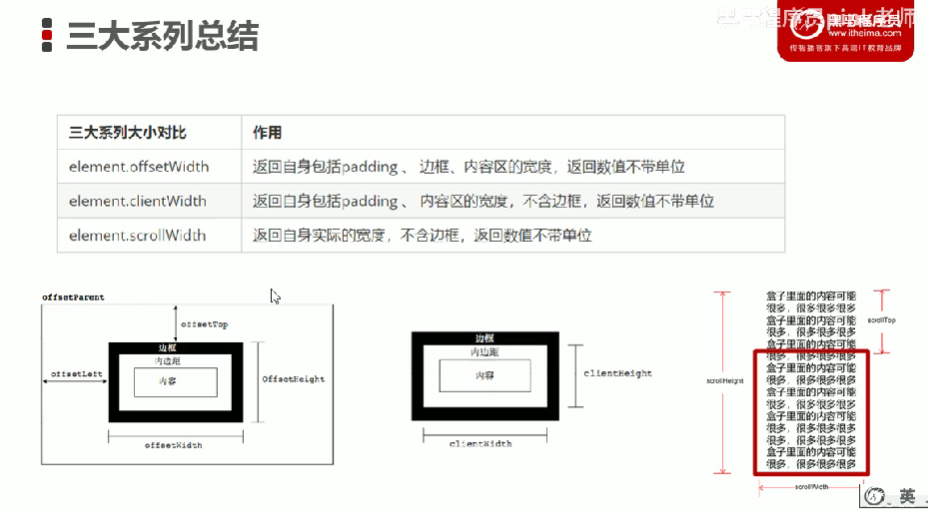 三大系列总结
黑马程序员pink老师
黑马程序员
www.itheima.com
传智播客旗下高端IT教育品牌
三大系列大小对比 作用
element.offsetWidth 返回自身包括padding 、 边框、内容区的宽度，返回数值不带单位
element.clientWidth 返回自身包括padding 、 内容区的宽度，不含边框，返回数值不带单位
element.scrollWidth 返回自身实际的宽度，不含边框，返回数值不带单位
offsetParent
offsetTop
边框
内边距
内容
offsetLeft
OffsetHeight
offsetWidth
边框
内边距
内容
clientHeight
clientWidth
盒子里面的内容可能
很多，很多很多很多
盒子里面的内容可能
很多，很多很多很多
盒子里面的内容可能
很多，很多很多很多
盒子里面的内容可能
很多，很多很多很多
盒子里面的内容可能
很多，很多很多很多
盒子里面的内容可能
很多，很多很多很多
很多，很多很多很多
盒子里面的内容可能
很多，很多很多很多
scrollTop
scrollHeight
scrollWidth
英